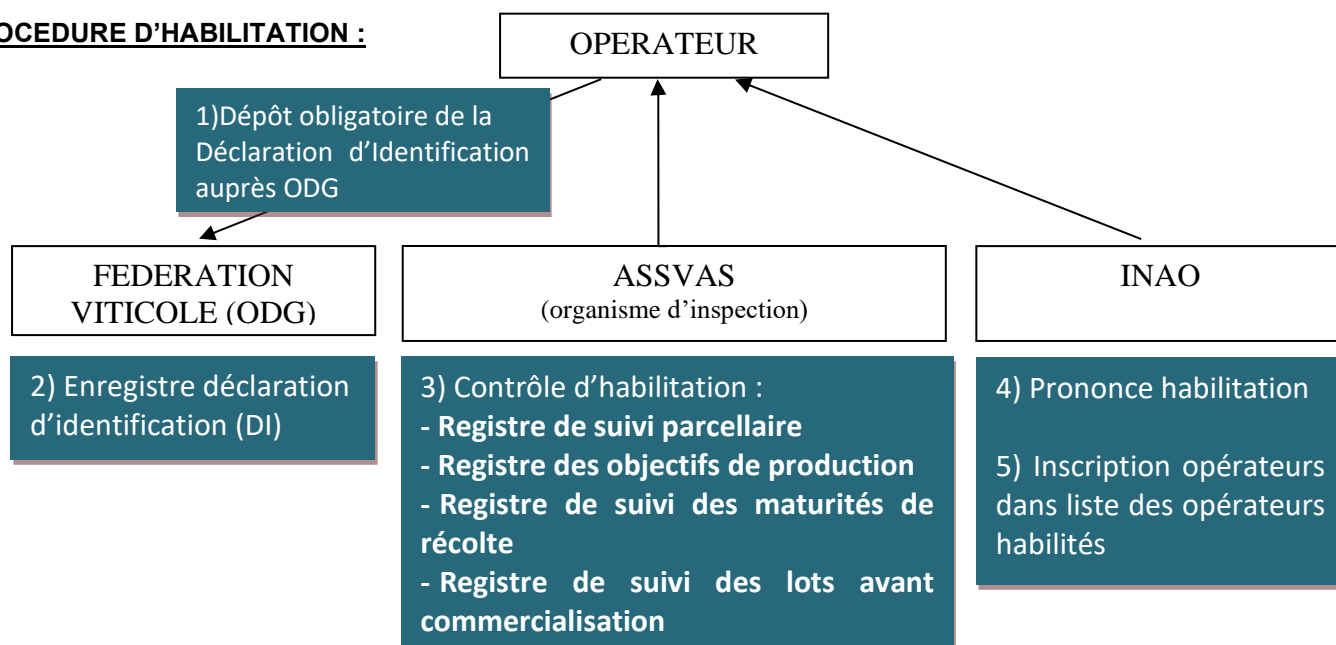 OCEDURE D’HABILITATION :
OPERATEUR
1)Dépôt obligatoire de la
Déclaration d’Identification
auprès ODG
FEDERATION
VITICOLE (ODG)
ASSVAS
(organisme d’inspection)
INAO
2) Enregistre déclaration
d’identification (DI)
3) Contrôle d’habilitation :
- Registre de suivi parcellaire
- Registre des objectifs de production
- Registre de suivi des maturités de
récolte
- Registre de suivi des lots avant
commercialisation
4) Prononce habilitation
5) Inscription opérateurs
dans liste des opérateurs
habilités